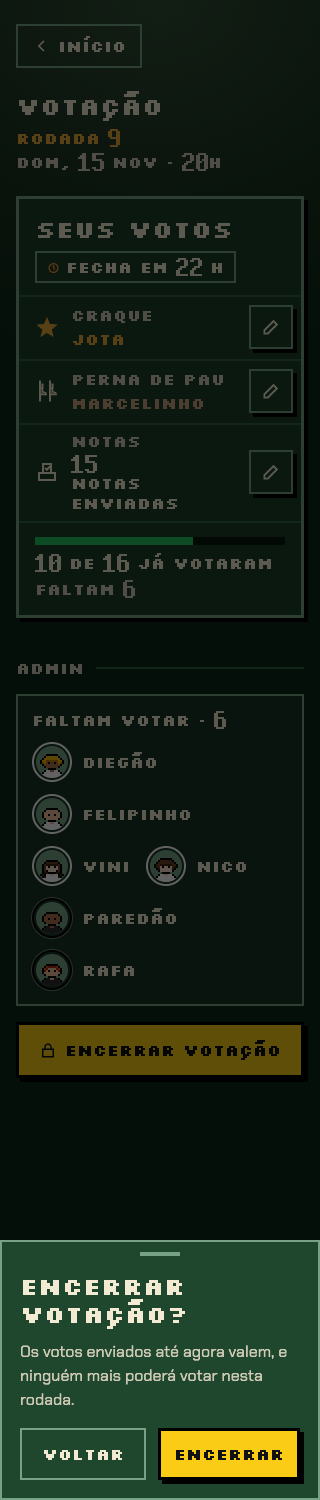 INÍCIO
VOTAÇÃO
RODADA 9
DOM, 15 NOV · 20H
SEUS VOTOS
FECHA EM 22 H
CRAQUE
JOTA
PERNA DE PAU
MARCELINHO
NOTAS
15
NOTAS
ENVIADAS
10 DE 16 JÁ VOTARAM
FALTAM 6
ADMIN
FALTAM VOTAR · 6
DIEGÃO
FELIPINHO
VINI NICO
PAREDÃO
RAFA
ENCERRAR VOTAÇÃO
ENCERRAR
VOTAÇÃO?
Os votos enviados até agora valem, e
ninguém mais poderá votar nesta
rodada.
VOLTAR ENCERRAR